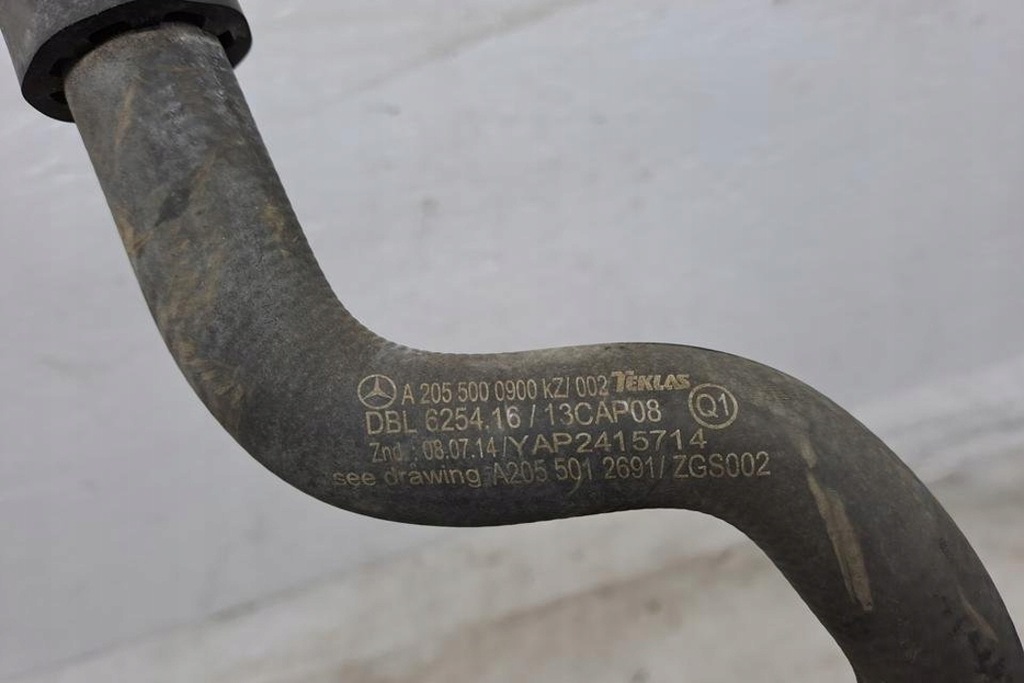 A 205 500 0900 KZ/ 002 TEKLAS
DBL 6254.16 / 13CAP08 Q1
Znd.: 08.07.14/YAP2415714
see drawing A205 501 2691/ ZGS002